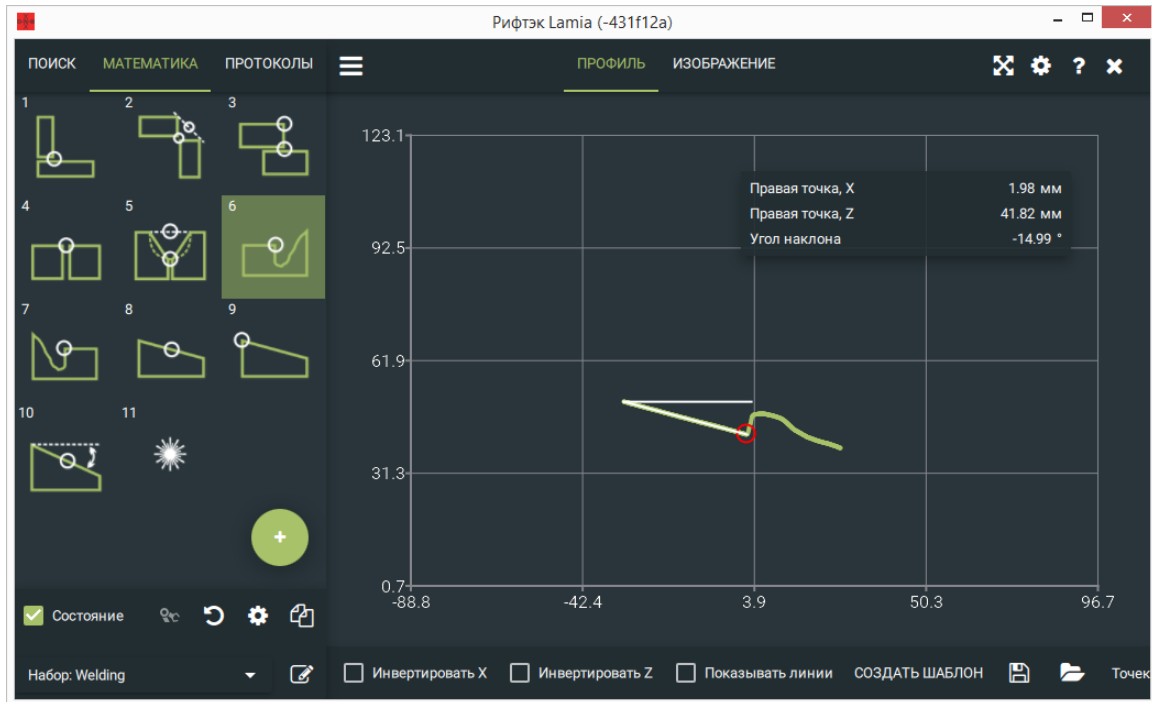 Рифтэк Lamia (-431f12a)
ПОИСК МАТЕМАТИКА ПРОТОКОЛЫ ПРОФИЛЬ ИЗОБРАЖЕНИЕ ?
1 2 3
4 5 6
7 8 9
10 11
123.1
92.5
61.9
31.3
0.7
-88.8 -42.4 3.9 50.3 96.7
Правая точка, X 1.98 мм
Правая точка, Z 41.82 мм
Угол наклона -14.99 °
Состояние
Набор: Welding
Инвертировать X Инвертировать Z Показывать линии СОЗДАТЬ ШАБЛОН Точек